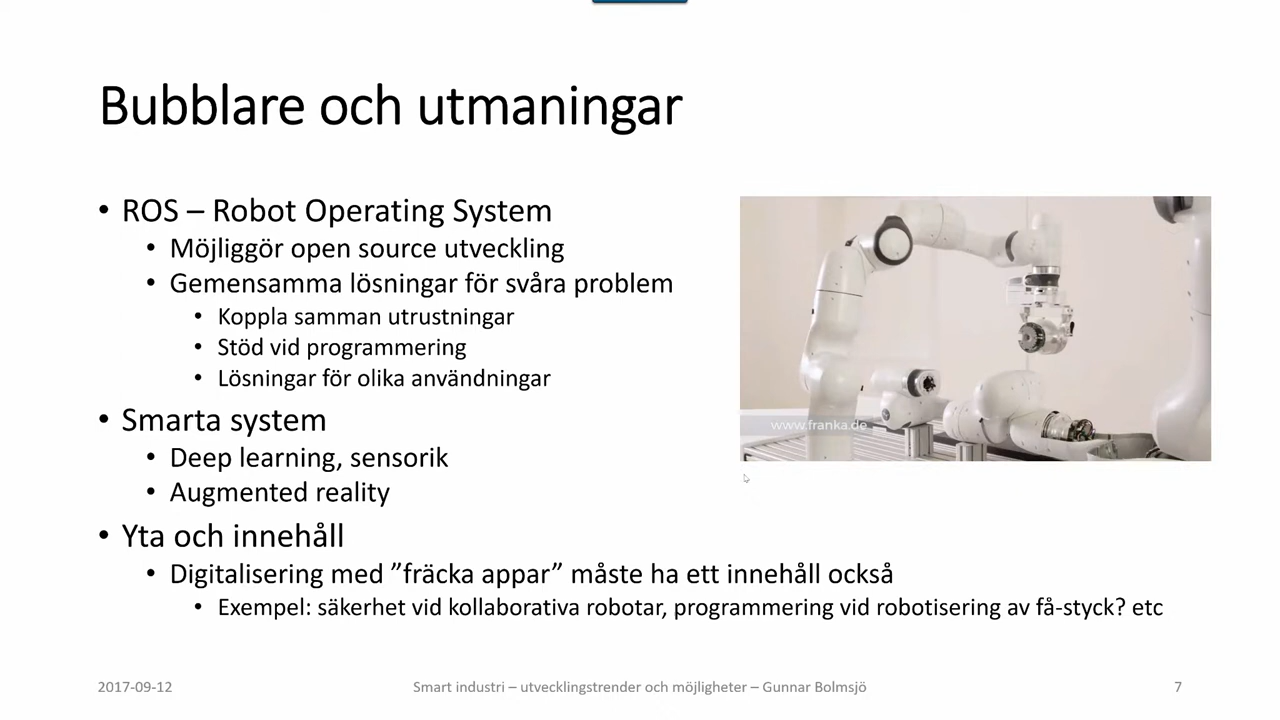 Bubblare och utmaningar
• ROS – Robot Operating System
• Möjliggör open source utveckling
• Gemensamma lösningar för svåra problem
• Koppla samman utrustningar
• Stöd vid programmering
• Lösningar för olika användningar
www.franka.de
• Smarta system
• Deep learning, sensorik
• Augmented reality
• Yta och innehåll
• Digitalisering med ”fräcka appar” måste ha ett innehåll också
• Exempel: säkerhet vid kollaborativa robotar, programmering vid robotisering av få-styck? etc
2017-09-12
Smart industri – utvecklingstrender och möjligheter – Gunnar Bolmsjö
7